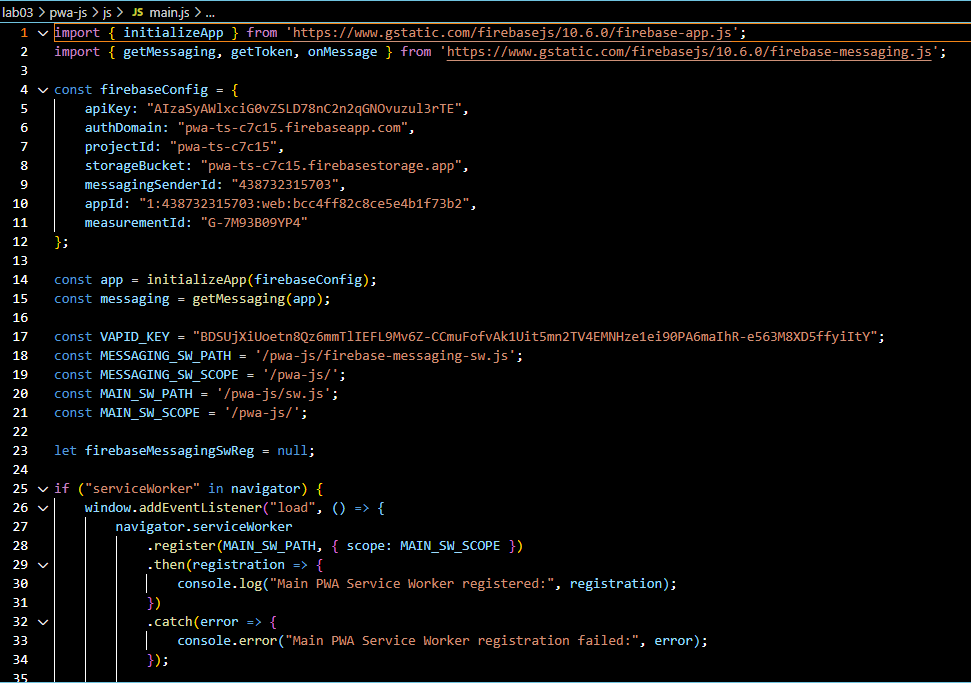 lab03 > pwa-js > js > JS main.js > ...
1 import { initializeApp } from 'https://www.gstatic.com/firebasejs/10.6.0/firebase-app.js';
2 import { getMessaging, getToken, onMessage } from 'https://www.gstatic.com/firebasejs/10.6.0/firebase-messaging.js';
3
4 const firebaseConfig = {
5 apiKey: "AIzaSyAWlxciG0vZSLD78nC2n2qGNOvuzul3rTE",
6 authDomain: "pwa-ts-c7c15.firebaseapp.com",
7 projectId: "pwa-ts-c7c15",
8 storageBucket: "pwa-ts-c7c15.firebasestorage.app",
9 messagingSenderId: "438732315703",
10 appId: "1:438732315703:web:bcc4ff82c8ce5e4b1f73b2",
11 measurementId: "G-7M93B09YP4"
12 };
13
14 const app = initializeApp(firebaseConfig);
15 const messaging = getMessaging(app);
16
17 const VAPID_KEY = "BDSUjXiUoetn8Qz6mmTlIEFL9Mv6Z-CCmuFofvAk1Uit5mn2TV4EMNHze1ei90PA6maIhR-e563M8XD5ffyiItY";
18 const MESSAGING_SW_PATH = '/pwa-js/firebase-messaging-sw.js';
19 const MESSAGING_SW_SCOPE = '/pwa-js/';
20 const MAIN_SW_PATH = '/pwa-js/sw.js';
21 const MAIN_SW_SCOPE = '/pwa-js/';
22
23 let firebaseMessagingSwReg = null;
24
25 if ("serviceWorker" in navigator) {
26 window.addEventListener("load", () => {
27 navigator.serviceWorker
28 .register(MAIN_SW_PATH, { scope: MAIN_SW_SCOPE })
29 .then(registration => {
30 console.log("Main PWA Service Worker registered:", registration);
31 })
32 .catch(error => {
33 console.error("Main PWA Service Worker registration failed:", error);
34 });
35